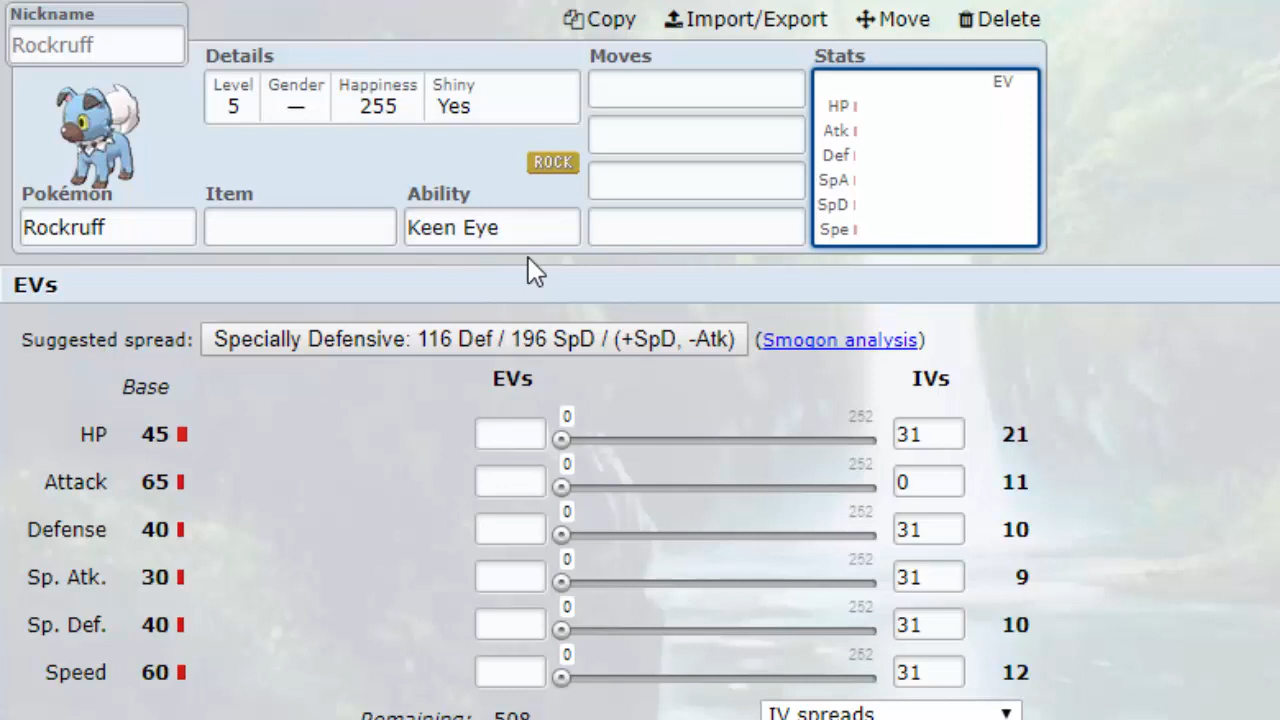 Nickname
Rockruff
Copy Import/Export Move Delete
Details
Moves
Stats
Level Gender Happiness Shiny
5 — 255 Yes
EV
HP
Atk
Def
SpA
SpD
Spe
ROCK
Pokémon Item Ability
Rockruff Keen Eye
EVs
Suggested spread: Specially Defensive: 116 Def / 196 SpD / (+SpD, -Atk) (Smogon analysis)
Base EVs IVs
0 252
HP 45 31 21
0 252
Attack 65 0 11
0 252
Defense 40 31 10
0 252
Sp. Atk. 30 31 9
0 252
Sp. Def. 40 31 10
0 252
Speed 60 31 12
Remaining: 508 IV spreads